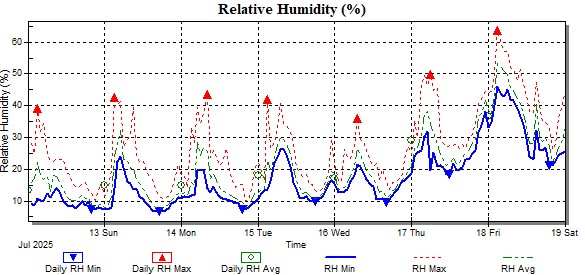 Relative Humidity (%)
Relative Humidity (%)
60
50
40
30
20
10
13 Sun
14 Mon
15 Tue
16 Wed
17 Thu
18 Fri
19 Sat
Jul 2025
Time
Daily RH Min
Daily RH Max
Daily RH Avg
RH Min
RH Max
RH Avg